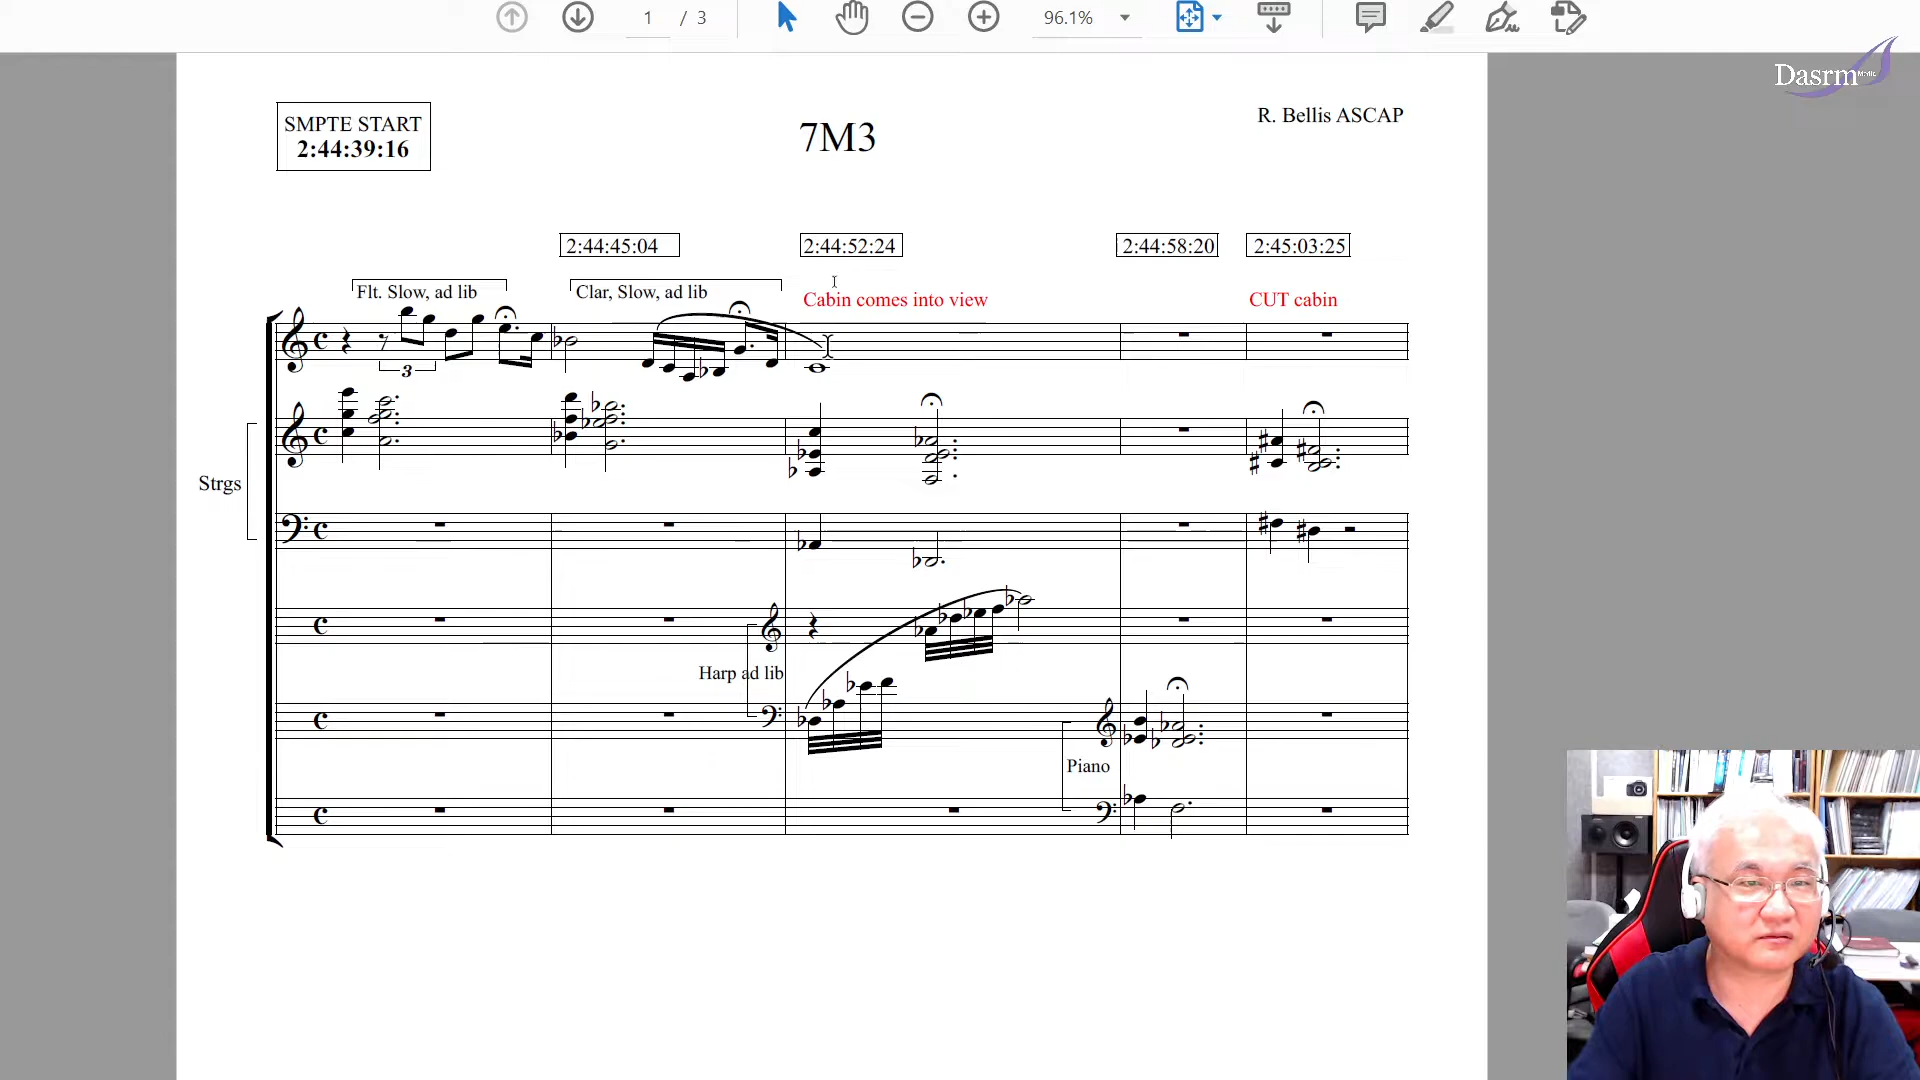 1 / 3
96.1%
Dasrm
SMPTE START
2:44:39:16
7M3
R. Bellis ASCAP
2:44:45:04
2:44:52:24
2:44:58:20
2:45:03:25
Flt. Slow, ad lib
Clar, Slow, ad lib
Cabin comes into view
CUT cabin
3
Strgs
Harp ad lib
Piano